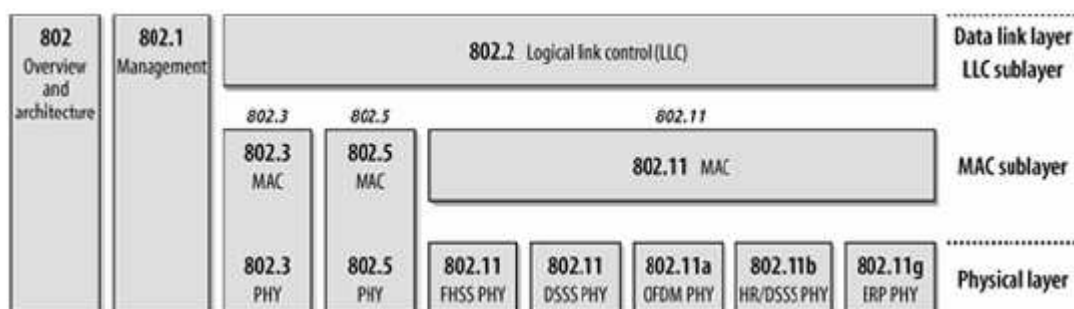 802
Overview
and
architecture
802.1
Management
802.2 Logical link control (LLC)
Data link layer
LLC sublayer
802.3
802.5
802.11
802.3
MAC
802.5
MAC
802.11 MAC
MAC sublayer
802.3
PHY
802.5
PHY
802.11
FHSS PHY
802.11
DSSS PHY
802.11a
OFDM PHY
802.11b
HR/DSSS PHY
802.11g
ERP PHY
Physical layer